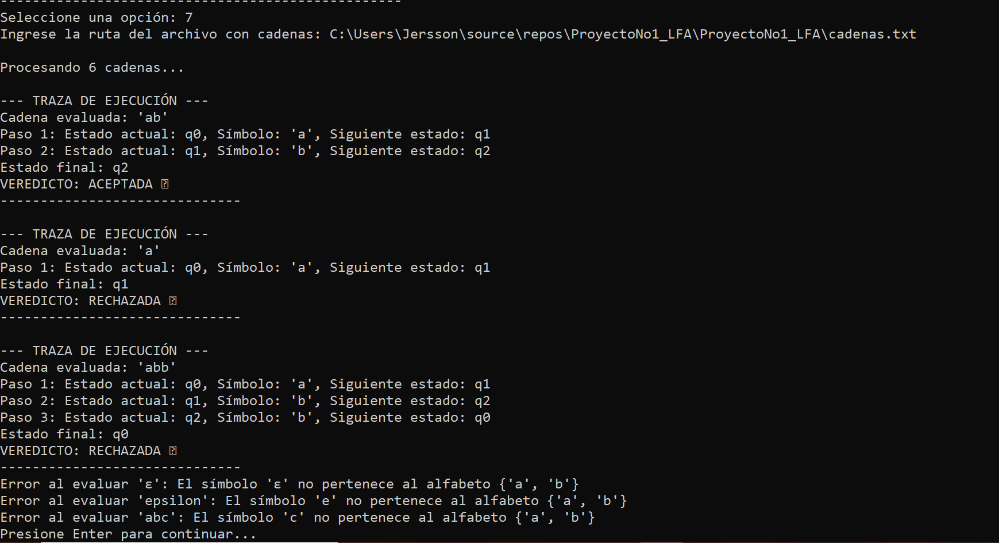 --------------------------------------------------
Seleccione una opción: 7
Ingrese la ruta del archivo con cadenas: C:\Users\Jersson\source\repos\ProyectoNo1_LFA\ProyectoNo1_LFA\cadenas.txt
Procesando 6 cadenas...
--- TRAZA DE EJECUCIÓN ---
Cadena evaluada: 'ab'
Paso 1: Estado actual: q0, Símbolo: 'a', Siguiente estado: q1
Paso 2: Estado actual: q1, Símbolo: 'b', Siguiente estado: q2
Estado final: q2
VEREDICTO: ACEPTADA �
------------------------------
--- TRAZA DE EJECUCIÓN ---
Cadena evaluada: 'a'
Paso 1: Estado actual: q0, Símbolo: 'a', Siguiente estado: q1
Estado final: q1
VEREDICTO: RECHAZADA �
------------------------------
--- TRAZA DE EJECUCIÓN ---
Cadena evaluada: 'abb'
Paso 1: Estado actual: q0, Símbolo: 'a', Siguiente estado: q1
Paso 2: Estado actual: q1, Símbolo: 'b', Siguiente estado: q2
Paso 3: Estado actual: q2, Símbolo: 'b', Siguiente estado: q0
Estado final: q0
VEREDICTO: RECHAZADA �
------------------------------
Error al evaluar 'ε': El símbolo 'ε' no pertenece al alfabeto {'a', 'b'}
Error al evaluar 'epsilon': El símbolo 'e' no pertenece al alfabeto {'a', 'b'}
Error al evaluar 'abc': El símbolo 'c' no pertenece al alfabeto {'a', 'b'}
Presione Enter para continuar...